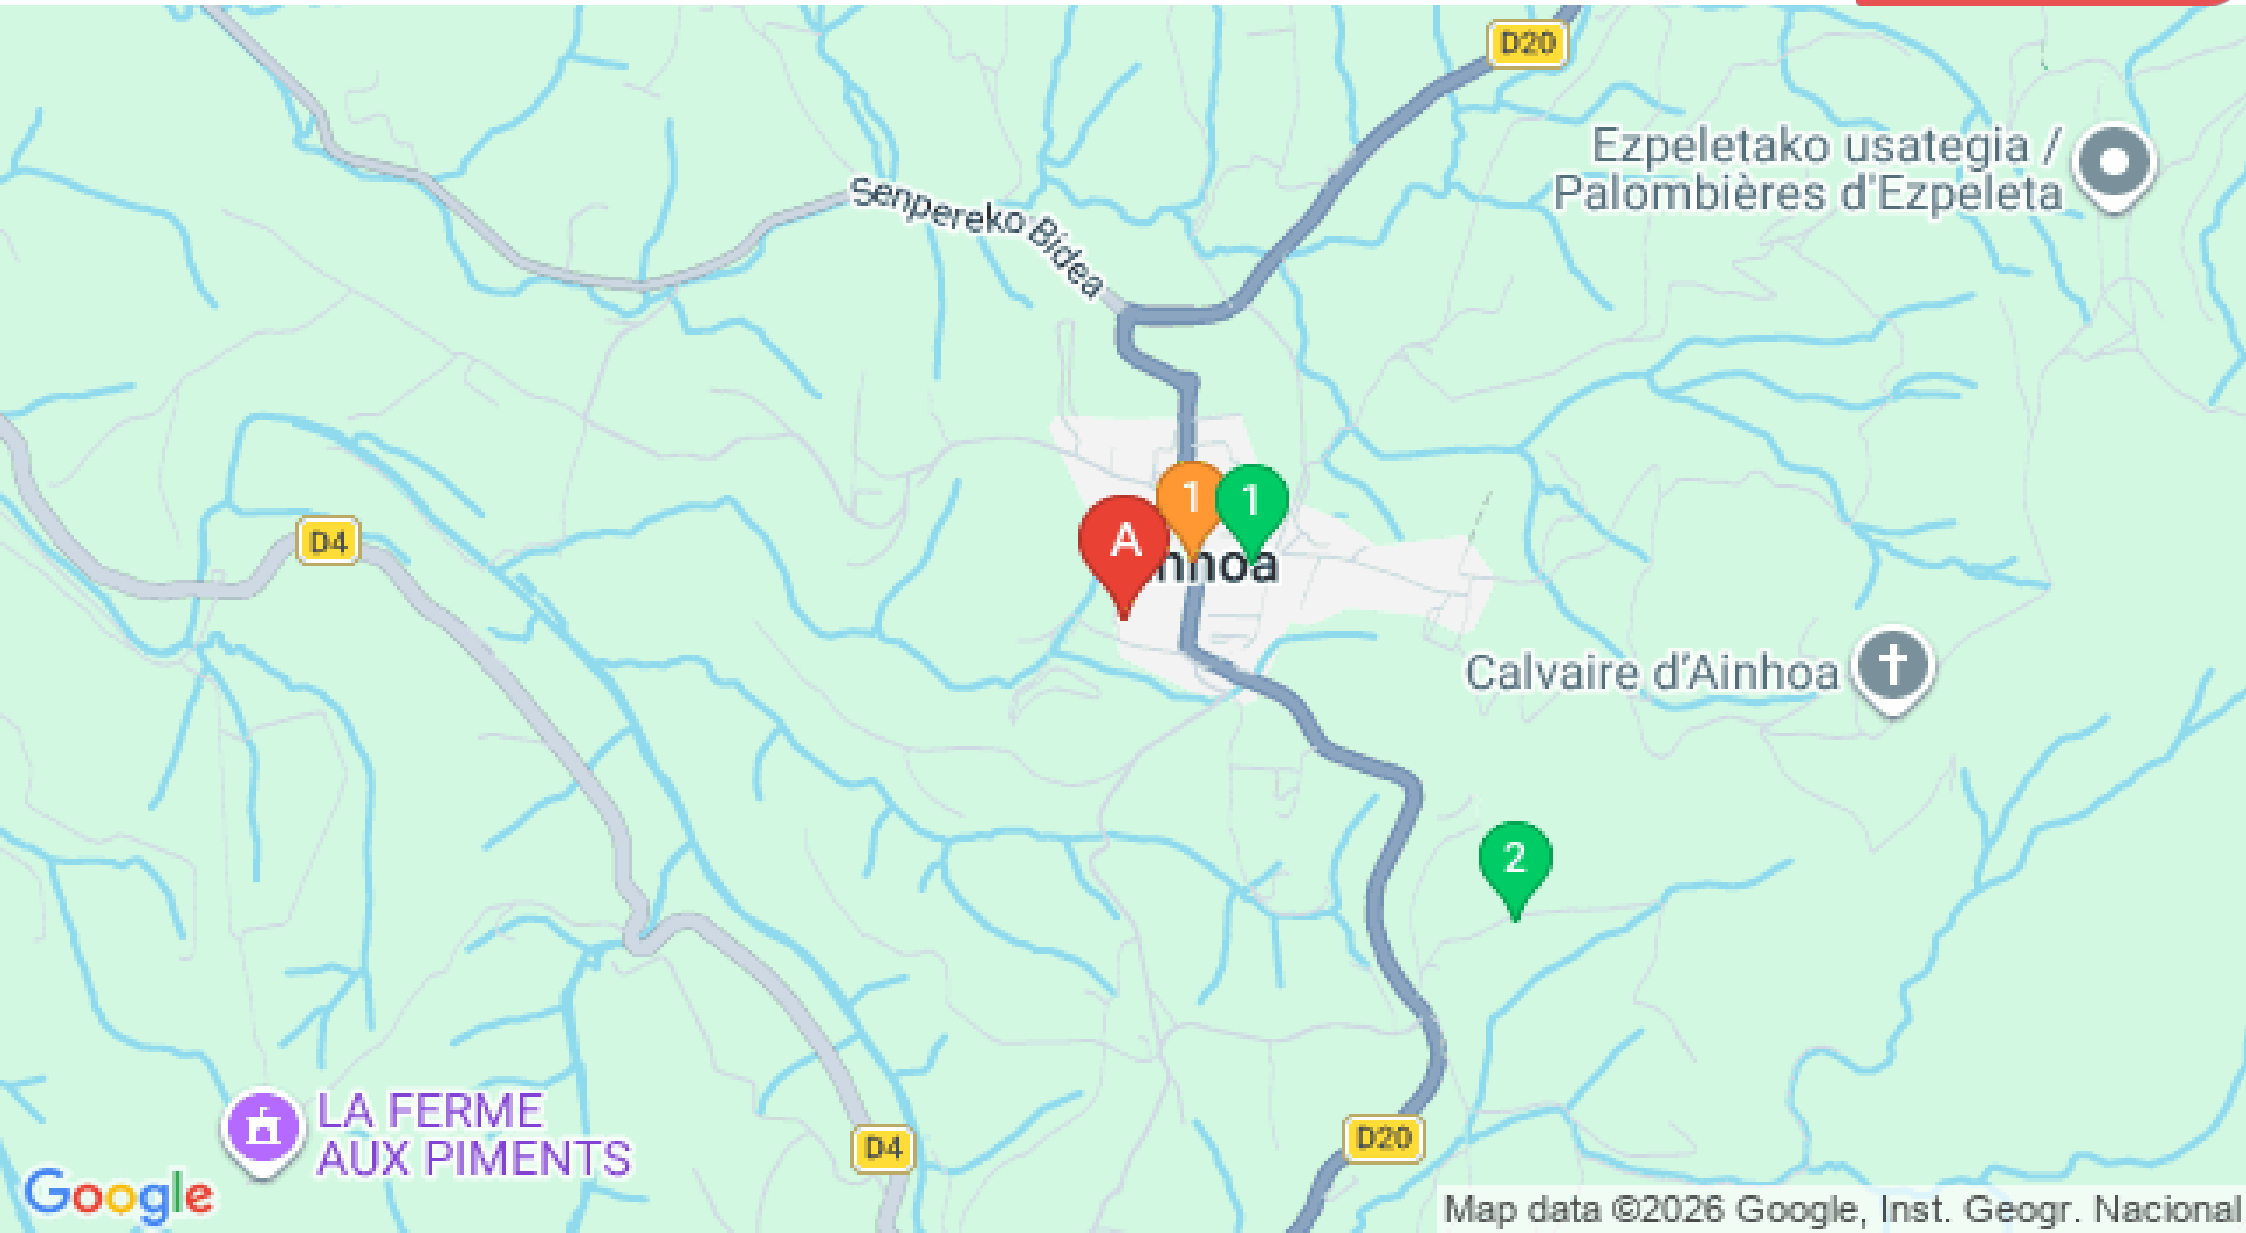 D20
Ezpeletako usategia /
Palombières d'Ezpeleta
Senpereko Bidea
1
1
A
inhoa
D4
Calvaire d'Ainhoa
2
LA FERME
AUX PIMENTS
D4
D20
Google
Map data ©2026 Google, Inst. Geogr. Nacional